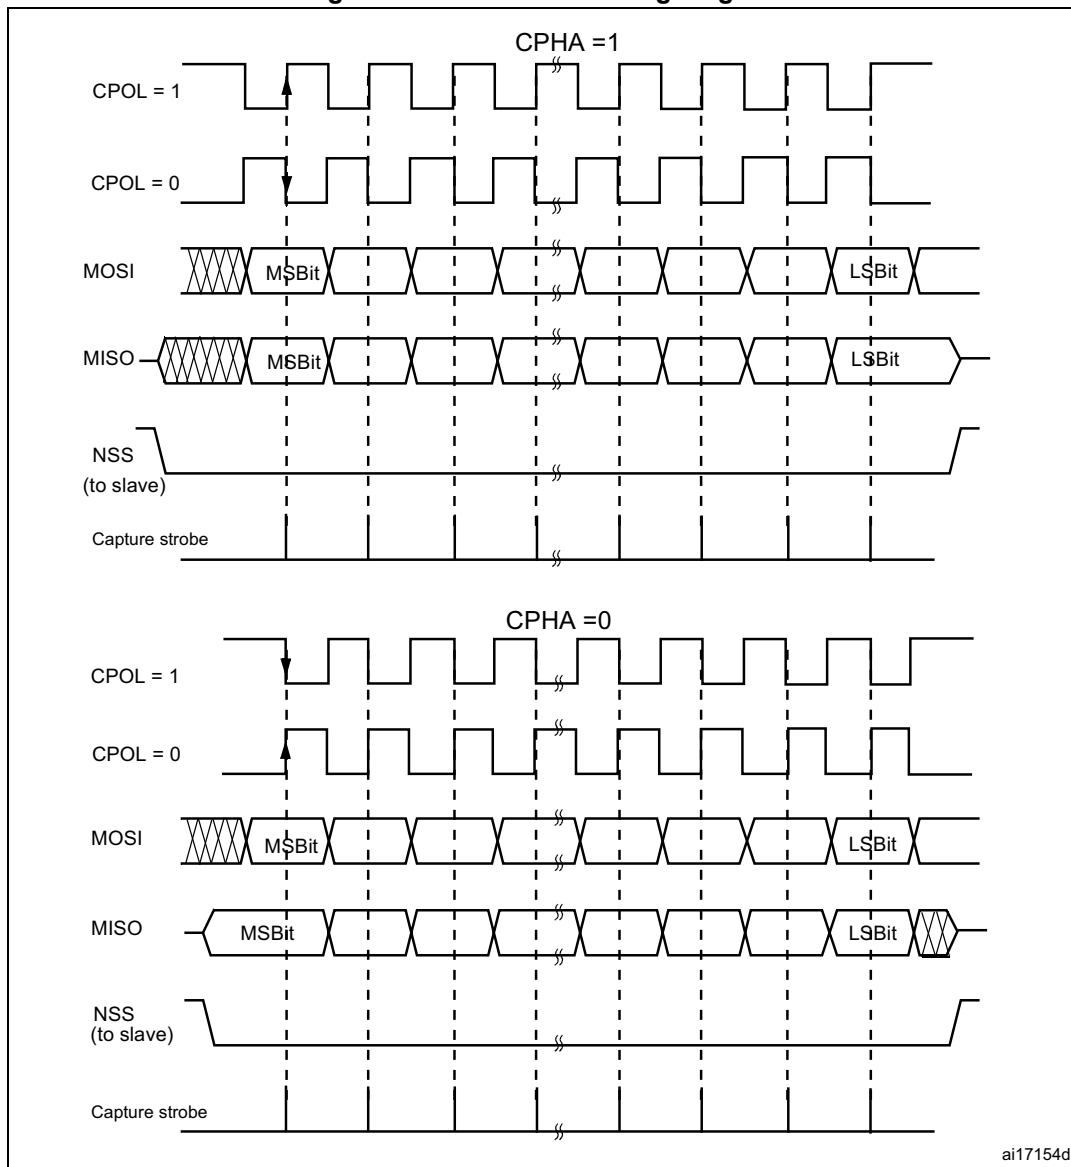 CPHA =1
CPOL = 1
CPOL = 0
MOSI
MSBit
LSBit
MISO
MSBit
LSBit
NSS
(to slave)
Capture strobe
CPHA =0
CPOL = 1
CPOL = 0
MOSI
MSBit
LSBit
MISO
MSBit
LSBit
NSS
(to slave)
Capture strobe
ai17154d